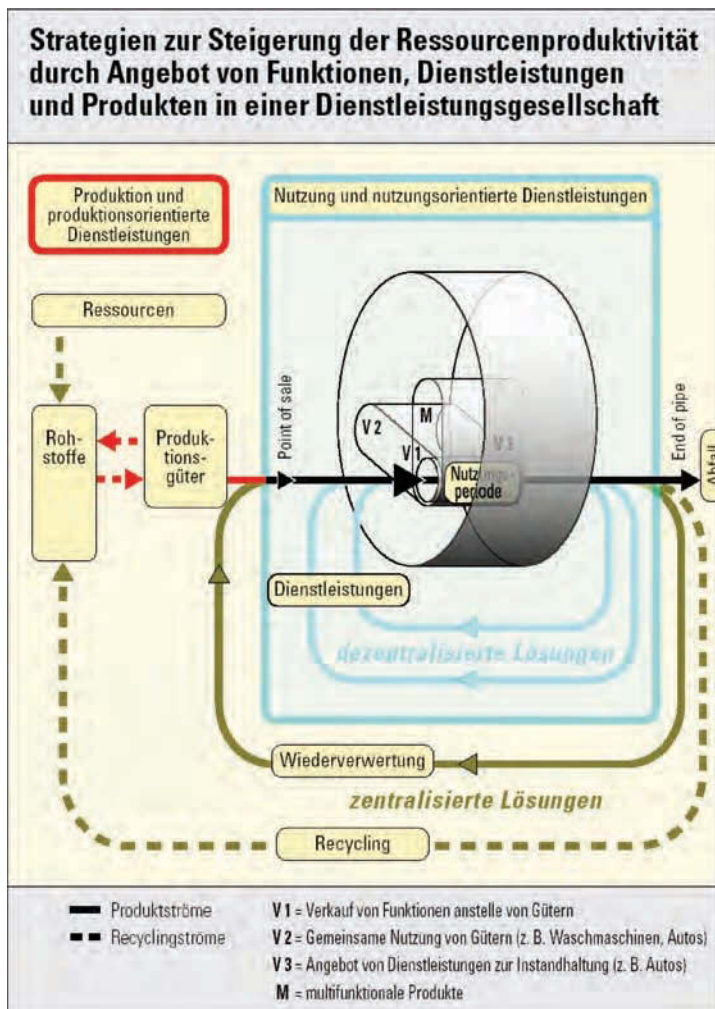 Strategien zur Steigerung der Ressourcenproduktivität
durch Angebot von Funktionen, Dienstleistungen
und Produkten in einer Dienstleistungsgesellschaft
Produktion und
produktionsorientierte
Dienstleistungen
Nutzung und nutzungsorientierte Dienstleistungen
Ressourcen
Roh-
stoffe
Produk-
tions-
güter
Point of sale
V 2
M
V 1
V 3
Nutzungs-
periode
End of pipe
Abfall
Dienstleistungen
dezentralisierte Lösungen
Wiederverwertung
zentralisierte Lösungen
Recycling
Produktströme
Recyclingströme
V 1 = Verkauf von Funktionen anstelle von Gütern
V 2 = Gemeinsame Nutzung von Gütern (z. B. Waschmaschinen, Autos)
V 3 = Angebot von Dienstleistungen zur Instandhaltung (z. B. Autos)
M = multifunktionale Produkte